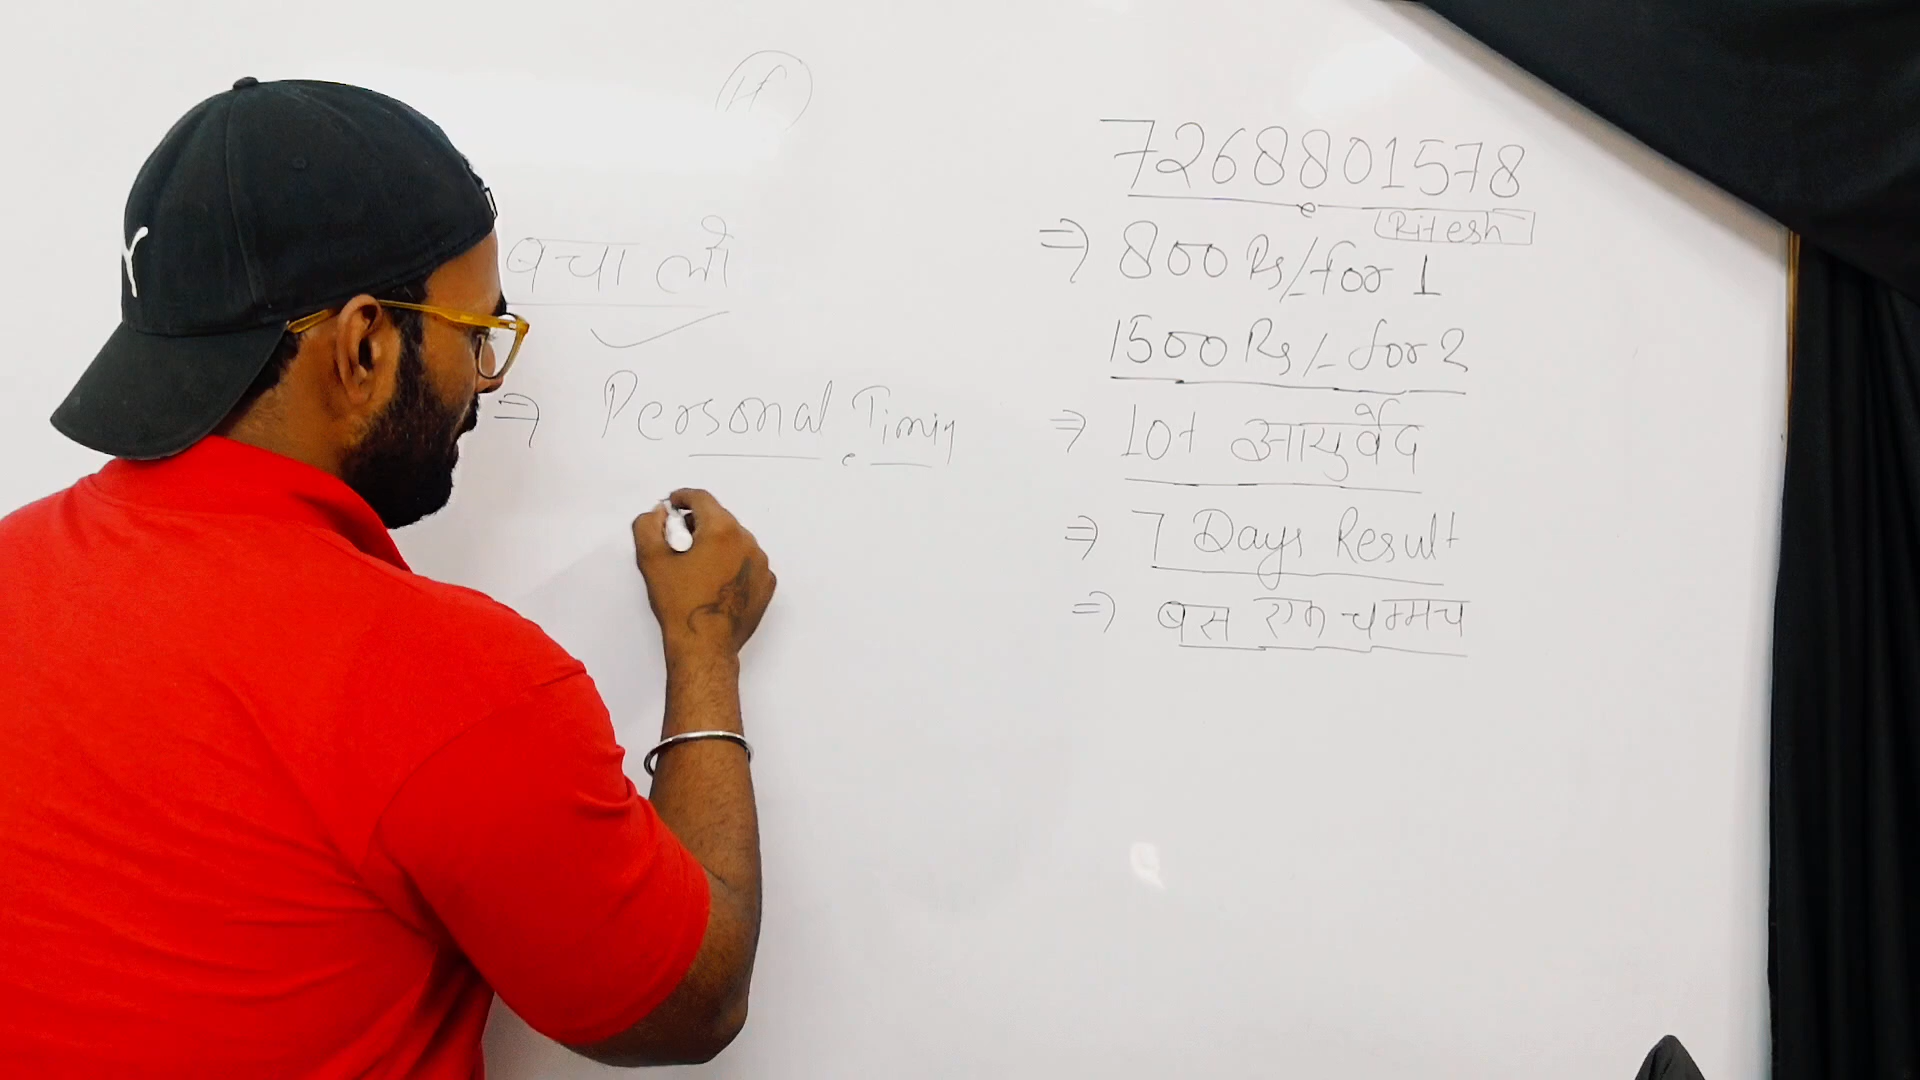 बचा लो
⇒ Personal Timing
7268801578
Ritesh
⇒ 800 Rs/- for 1
1500 Rs/- for 2
⇒ 10+ आयुर्वेद
⇒ 7 Days Result
⇒ बस एक चम्मच